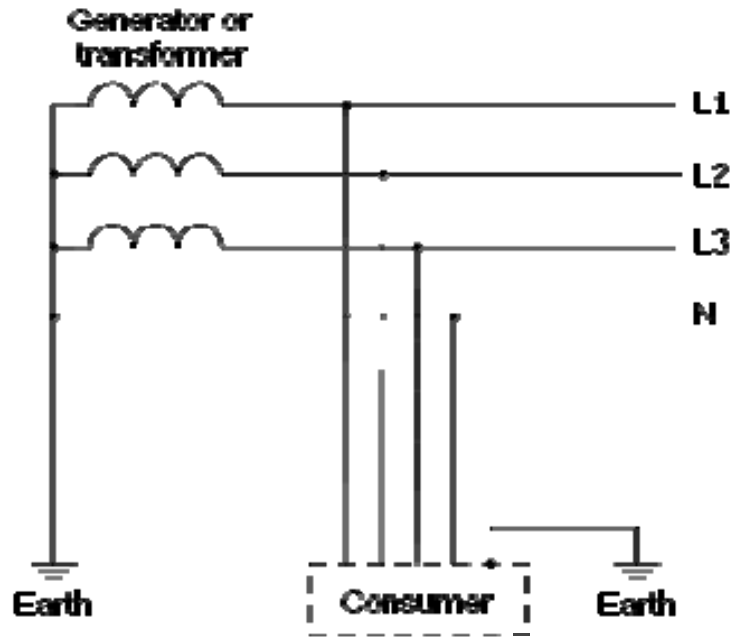 Generator or
transformer
L1
L2
L3
N
Earth
Consumer
Earth